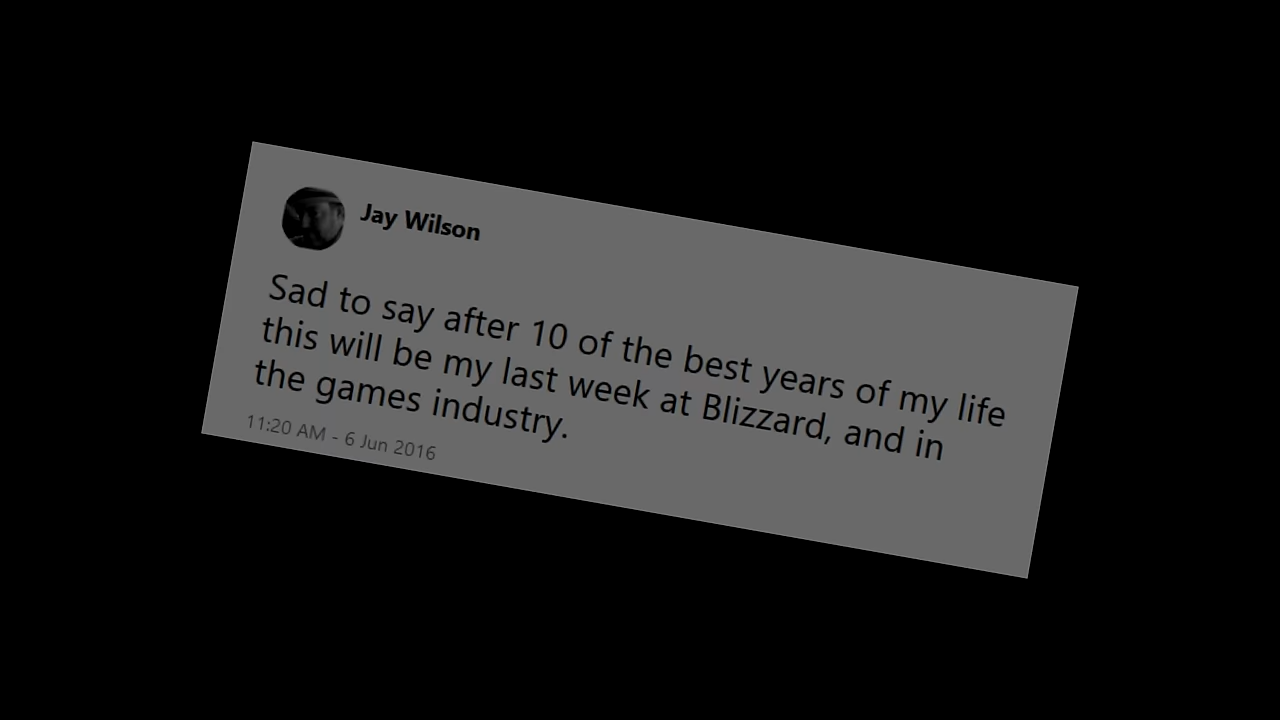 Jay Wilson
Sad to say after 10 of the best years of my life
this will be my last week at Blizzard, and in
the games industry.
11:20 AM - 6 Jun 2016